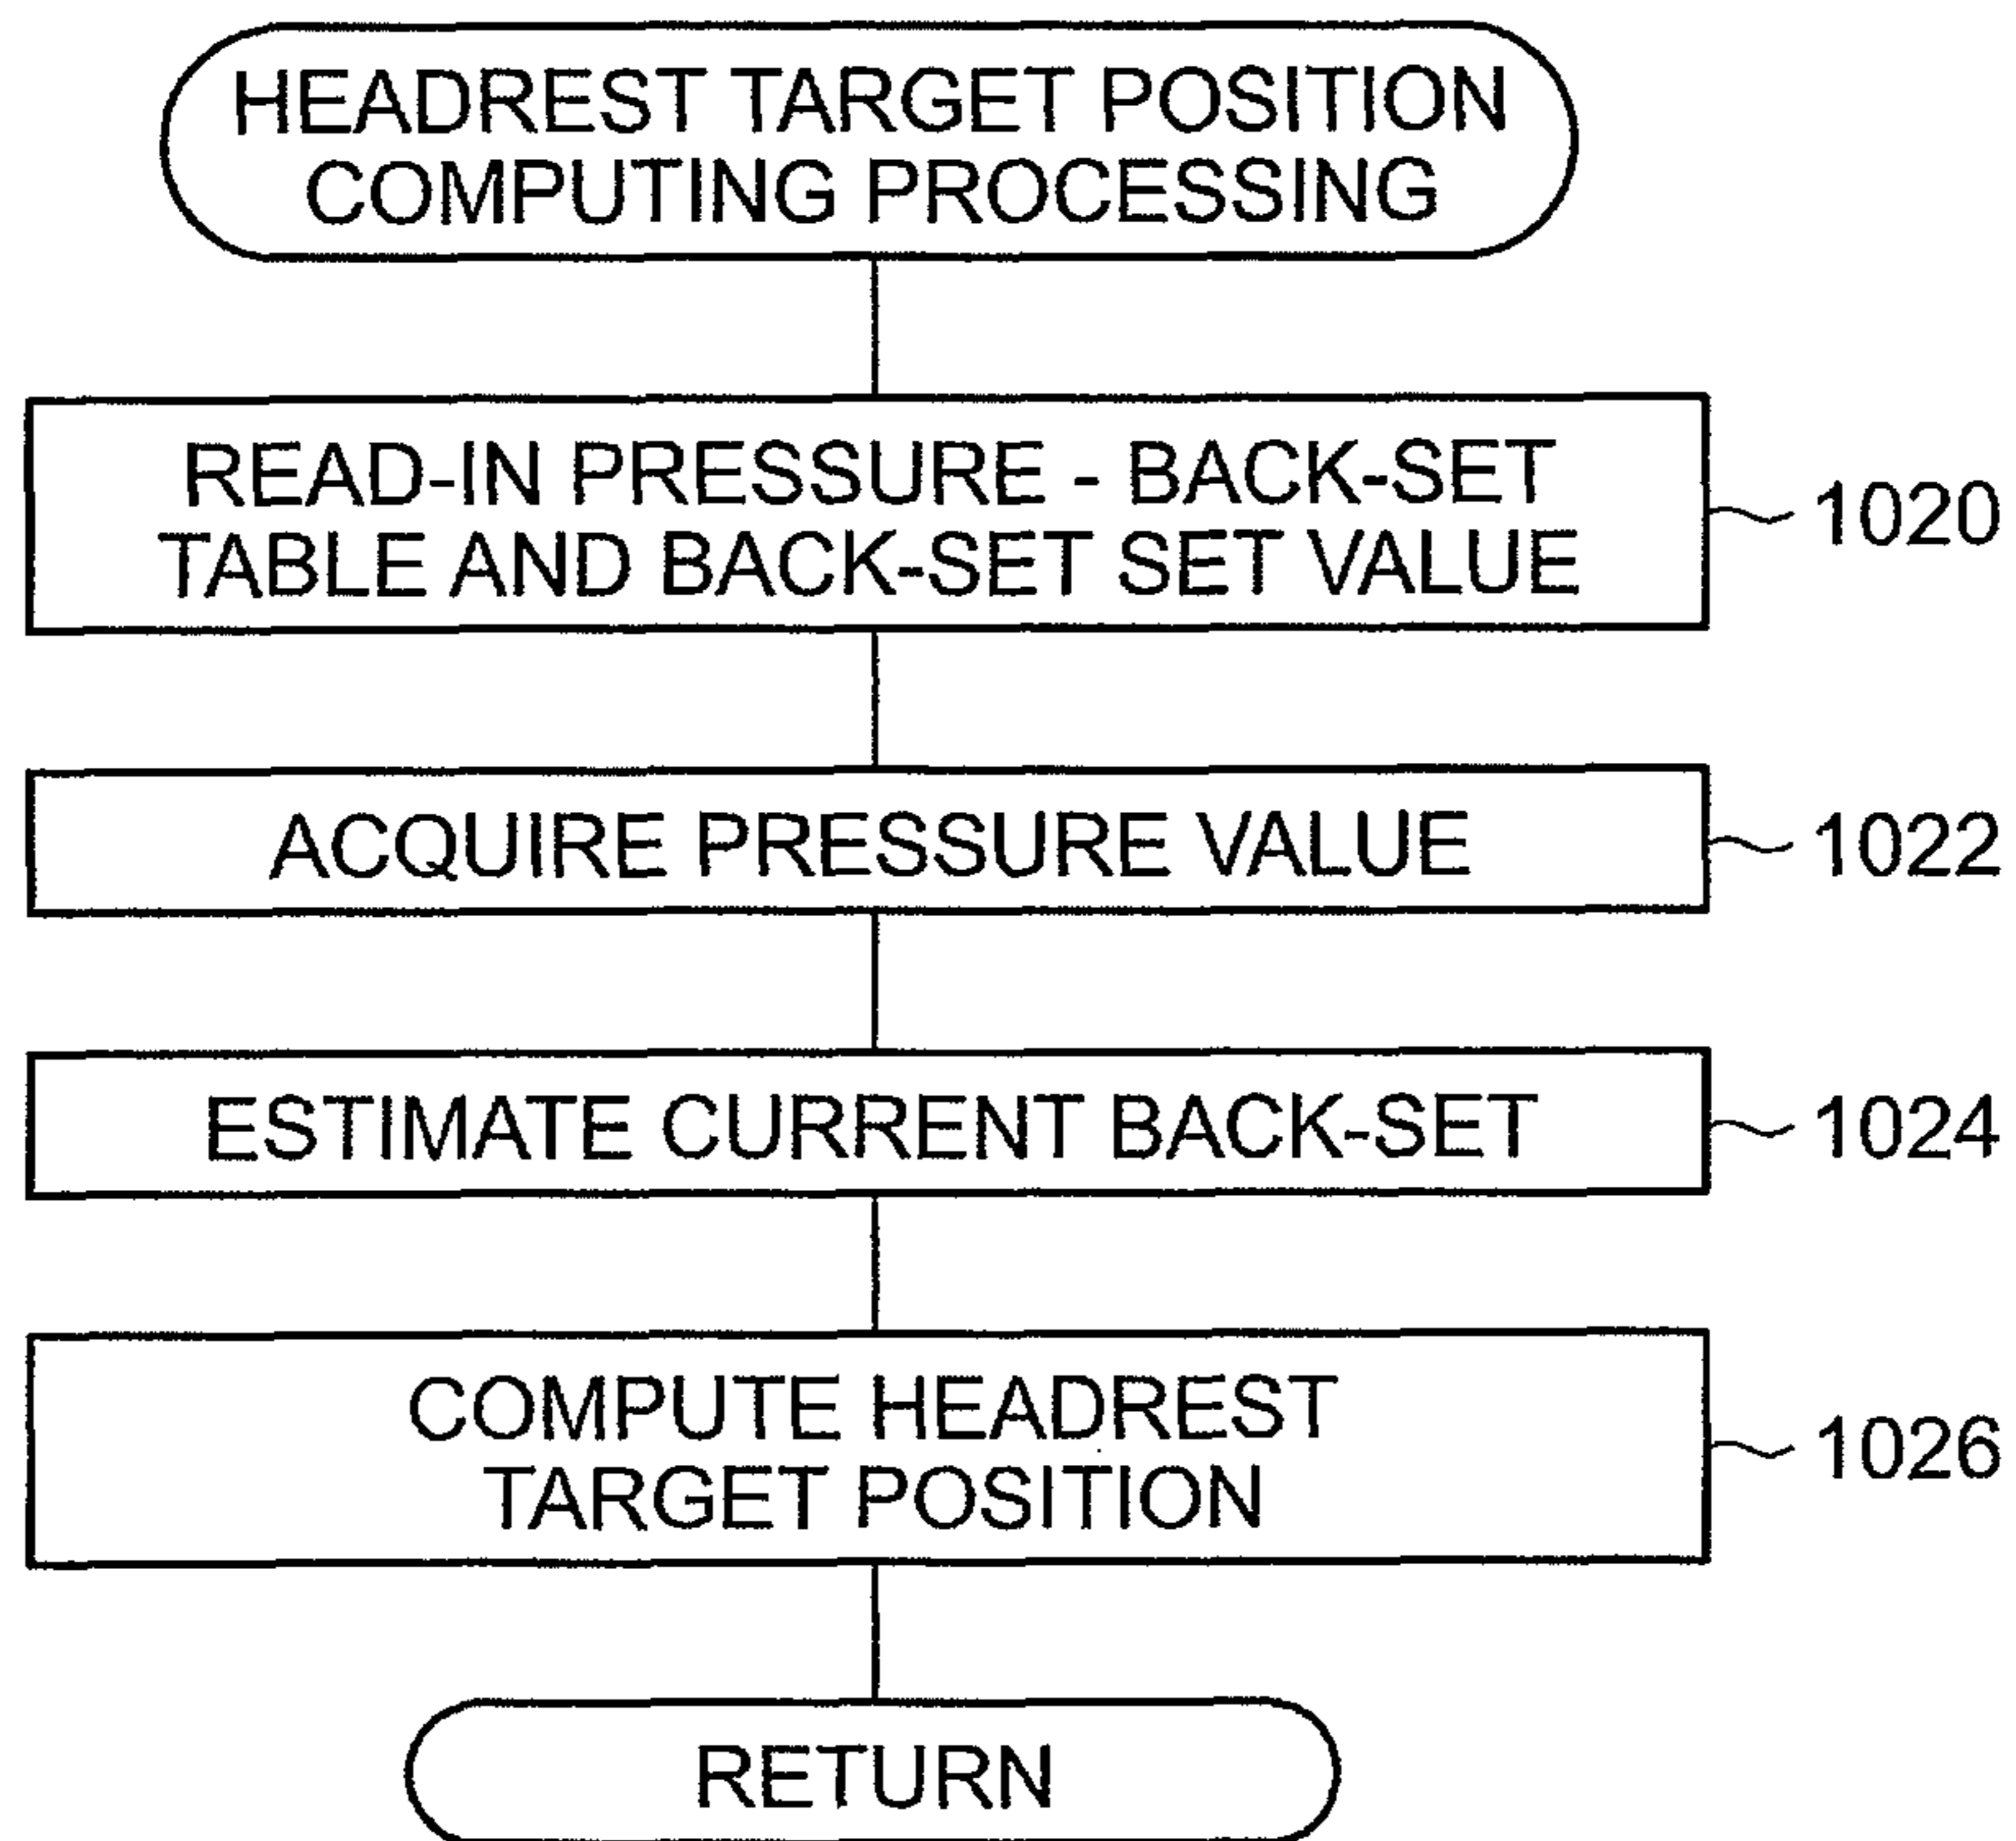 HEADREST TARGET POSITION
COMPUTING PROCESSING
READ-IN PRESSURE - BACK-SET
TABLE AND BACK-SET SET VALUE
1020
ACQUIRE PRESSURE VALUE
1022
ESTIMATE CURRENT BACK-SET
1024
COMPUTE HEADREST
TARGET POSITION
1026
RETURN